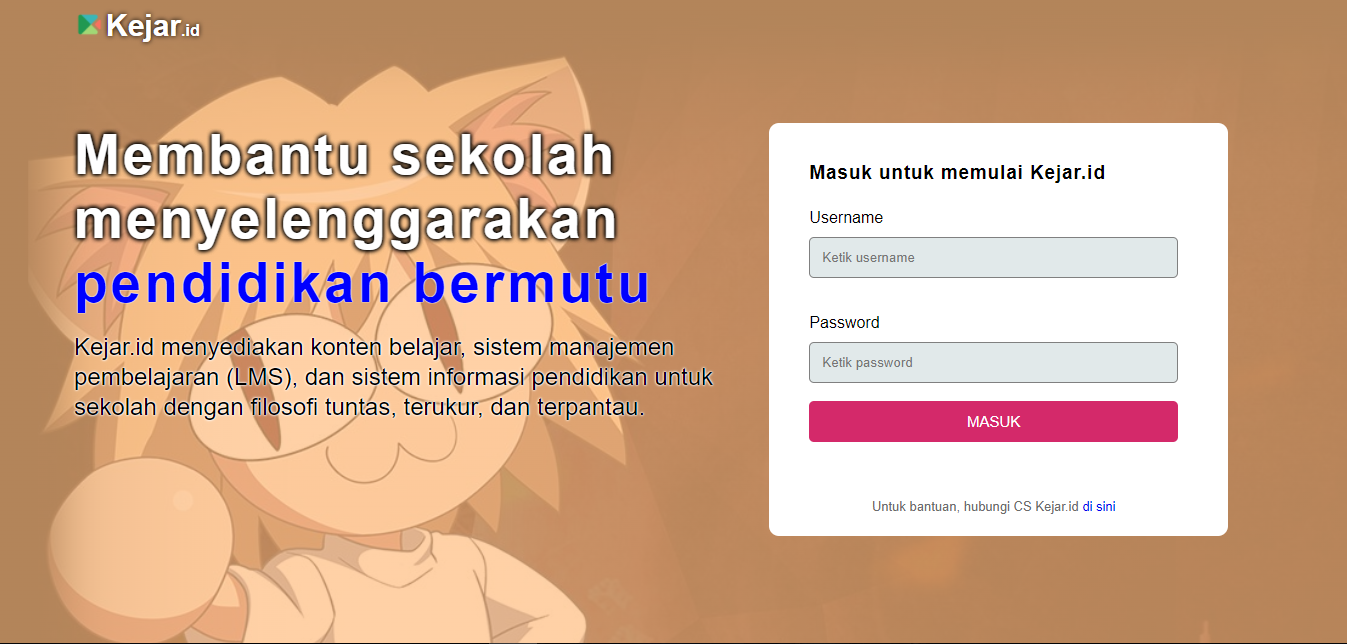 Kejar.id
Membantu sekolah
menyelenggarakan
pendidikan bermutu
Kejar.id menyediakan konten belajar, sistem manajemen
pembelajaran (LMS), dan sistem informasi pendidikan untuk
sekolah dengan filosofi tuntas, terukur, dan terpantau.
Masuk untuk memulai Kejar.id
Username
Ketik username
Password
Ketik password
MASUK
Untuk bantuan, hubungi CS Kejar.id di sini